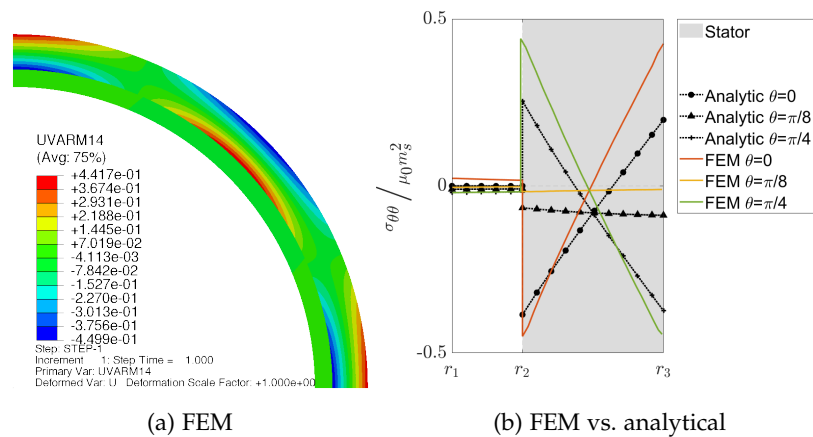 UVARM14
(Avg: 75%)
+4.417e-01
+3.674e-01
+2.931e-01
+2.188e-01
+1.445e-01
+7.019e-02
-4.113e-03
-7.842e-02
-1.527e-01
-2.270e-01
-3.013e-01
-3.756e-01
-4.499e-01
Step: STEP-1
Increment 1: Step Time = 1.000
Primary Var: UVARM14
Deformed Var: U Deformation Scale Factor: +1.000e+00
(a) FEM
σθθ / μ0 m_s^2
0.5
0
-0.5
r1 r2 r3
Stator
Analytic θ=0
Analytic θ=π/8
Analytic θ=π/4
FEM θ=0
FEM θ=π/8
FEM θ=π/4
(b) FEM vs. analytical